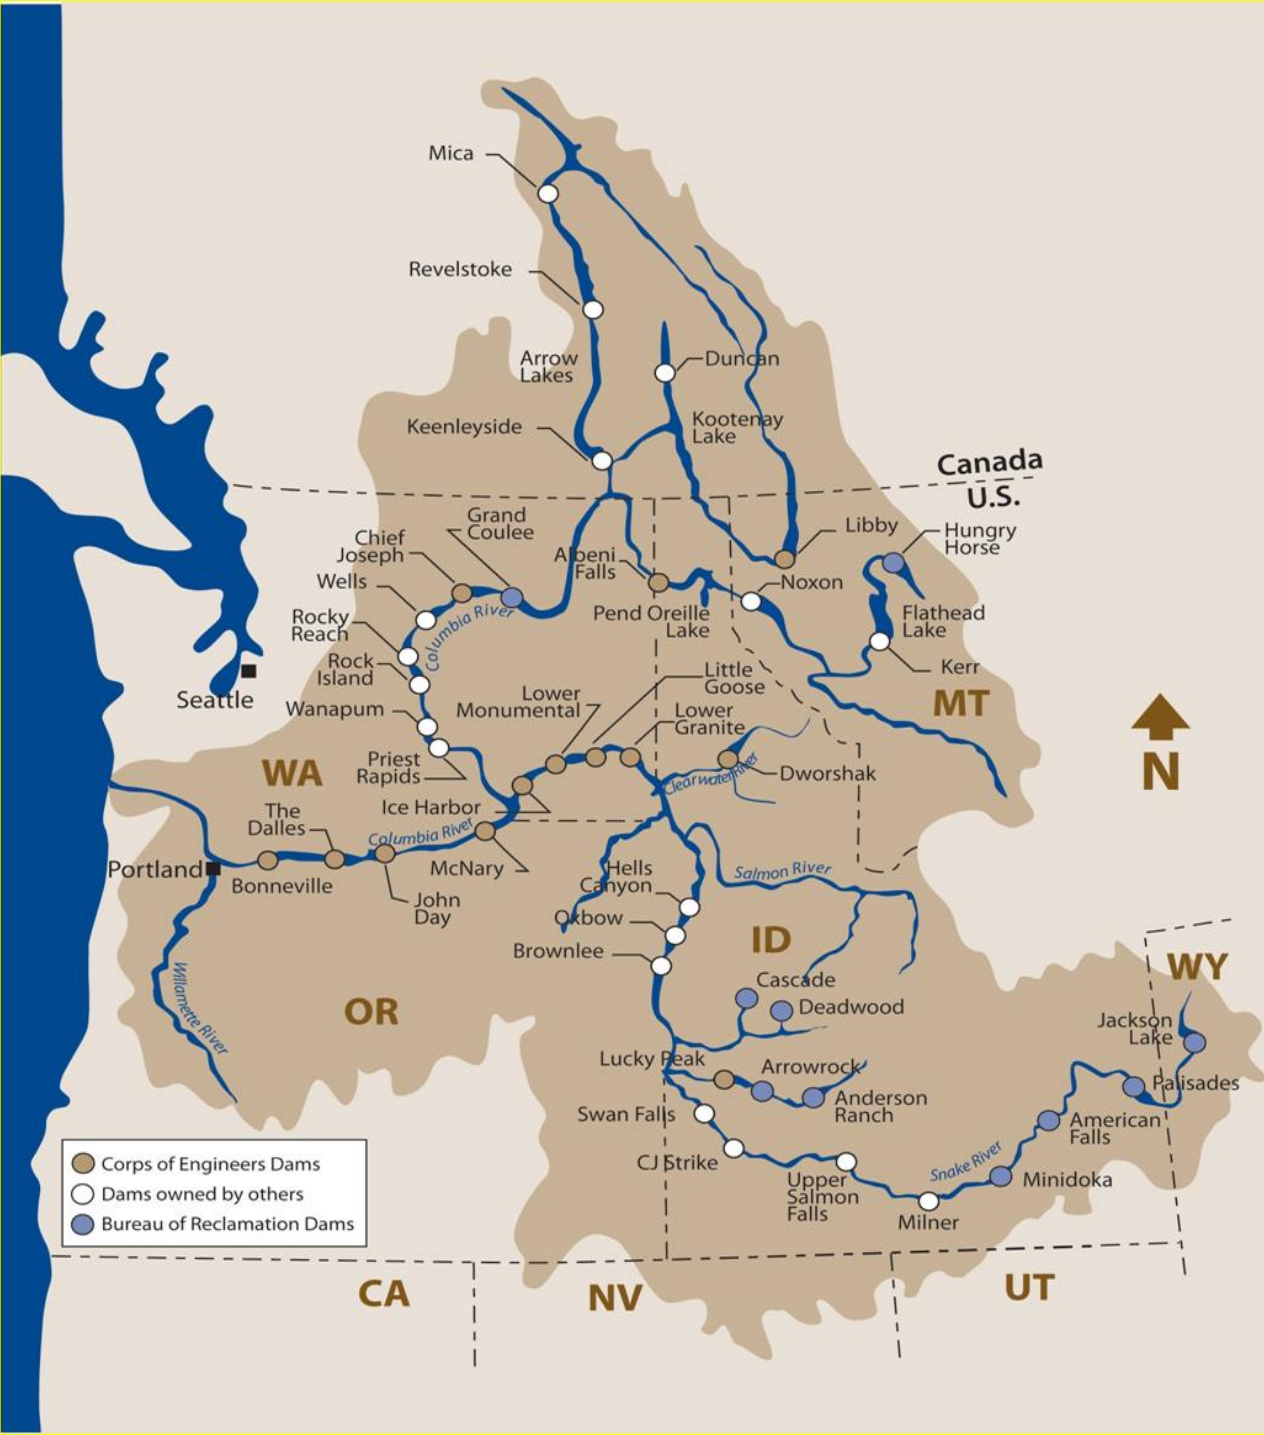 Mica
Revelstoke
Arrow
Lakes
Duncan
Keenleyside
Kootenay
Lake
Canada
U.S.
Grand
Coulee
Chief
Joseph
Libby
Hungry
Horse
Albeni
Falls
Wells
Noxon
Rocky
Reach
Columbia River
Pend Oreille
Lake
Flathead
Lake
Rock
Island
Kerr
Seattle
Little
Goose
Lower
Monumental
Wanapum
Lower
Granite
MT
WA
Priest
Rapids
Clearwater River
Dworshak
N
Ice Harbor
The
Dalles
Columbia River
Portland
Bonneville
McNary
John
Day
Hells
Canyon
Salmon River
Oxbow
Brownlee
ID
WY
Willamette River
OR
Cascade
Deadwood
Jackson
Lake
Lucky Peak
Arrowrock
Palisades
Anderson
Ranch
Swan Falls
American
Falls
CJ Strike
Snake River
Upper
Salmon
Falls
Minidoka
Milner
Corps of Engineers Dams
Dams owned by others
Bureau of Reclamation Dams
CA
NV
UT